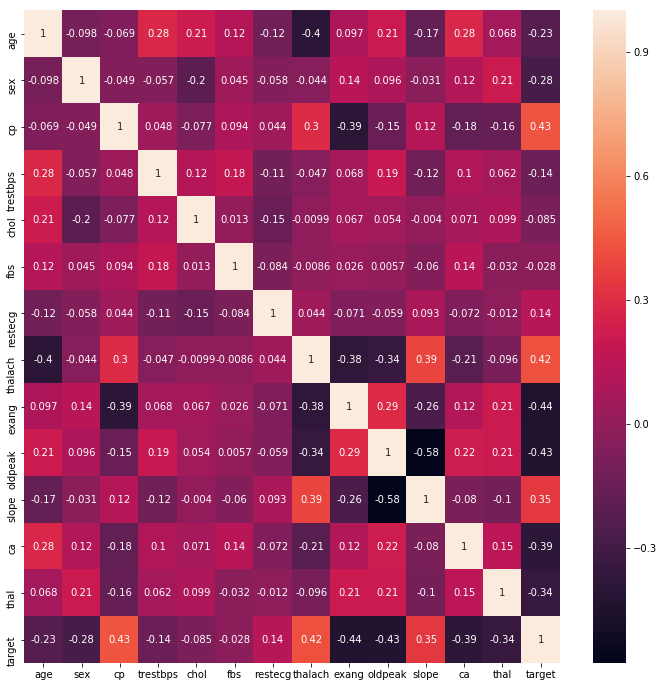 age 1 -0.098 -0.069 0.28 0.21 0.12 -0.12 -0.4 0.097 0.21 -0.17 0.28 0.068 -0.23
sex -0.098 1 -0.049 -0.057 -0.2 0.045 -0.058 -0.044 0.14 0.096 -0.031 0.12 0.21 -0.28
cp -0.069 -0.049 1 0.048 -0.077 0.094 0.044 0.3 -0.39 -0.15 0.12 -0.18 -0.16 0.43
trestbps 0.28 -0.057 0.048 1 0.12 0.18 -0.11 -0.047 0.068 0.19 -0.12 0.1 0.062 -0.14
chol 0.21 -0.2 -0.077 0.12 1 0.013 -0.15 -0.0099 0.067 0.054 -0.004 0.071 0.099 -0.085
fbs 0.12 0.045 0.094 0.18 0.013 1 -0.084 -0.0086 0.026 0.0057 -0.06 0.14 -0.032 -0.028
restecg -0.12 -0.058 0.044 -0.11 -0.15 -0.084 1 0.044 -0.071 -0.059 0.093 -0.072 -0.012 0.14
thalach -0.4 -0.044 0.3 -0.047 -0.0099 -0.0086 0.044 1 -0.38 -0.34 0.39 -0.21 -0.096 0.42
exang 0.097 0.14 -0.39 0.068 0.067 0.026 -0.071 -0.38 1 0.29 -0.26 0.12 0.21 -0.44
oldpeak 0.21 0.096 -0.15 0.19 0.054 0.0057 -0.059 -0.34 0.29 1 -0.58 0.22 0.21 -0.43
slope -0.17 -0.031 0.12 -0.12 -0.004 -0.06 0.093 0.39 -0.26 -0.58 1 -0.08 -0.1 0.35
ca 0.28 0.12 -0.18 0.1 0.071 0.14 -0.072 -0.21 0.12 0.22 -0.08 1 0.15 -0.39
thal 0.068 0.21 -0.16 0.062 0.099 -0.032 -0.012 -0.096 0.21 0.21 -0.1 0.15 1 -0.34
target -0.23 -0.28 0.43 -0.14 -0.085 -0.028 0.14 0.42 -0.44 -0.43 0.35 -0.39 -0.34 1
age sex cp trestbps chol fbs restecg thalach exang oldpeak slope ca thal target
0.9
0.6
0.3
0.0
−0.3